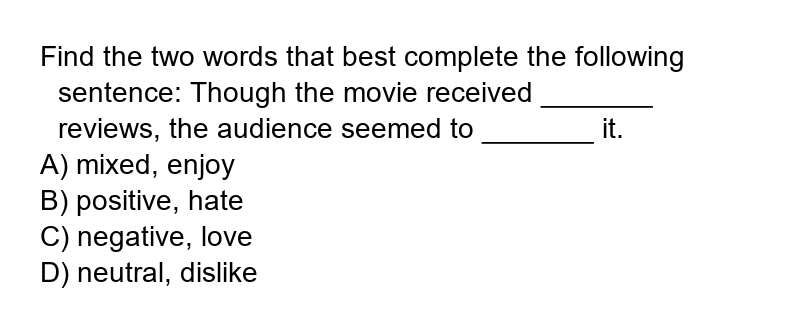 Find the two words that best complete the following
sentence: Though the movie received _______
reviews, the audience seemed to _______ it.
A) mixed, enjoy
B) positive, hate
C) negative, love
D) neutral, dislike